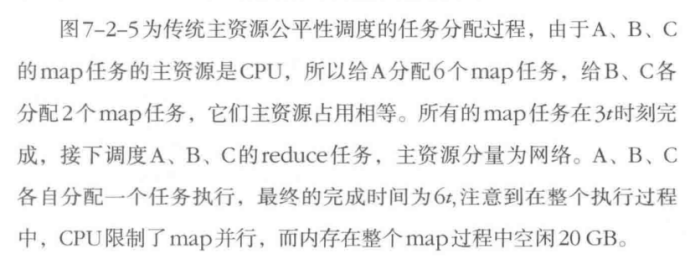 图7–2–5为传统主资源公平性调度的任务分配过程，由于A、B、C
的map任务的主资源是CPU，所以给A分配6个map任务，给B、C各
分配2个map任务，它们主资源占用相等。所有的map任务在3t时刻完
成，接下调度A、B、C的reduce任务，主资源分量为网络。A、B、C
各自分配一个任务执行，最终的完成时间为6t,注意到在整个执行过程
中，CPU限制了map并行，而内存在整个map过程中空闲20 GB。